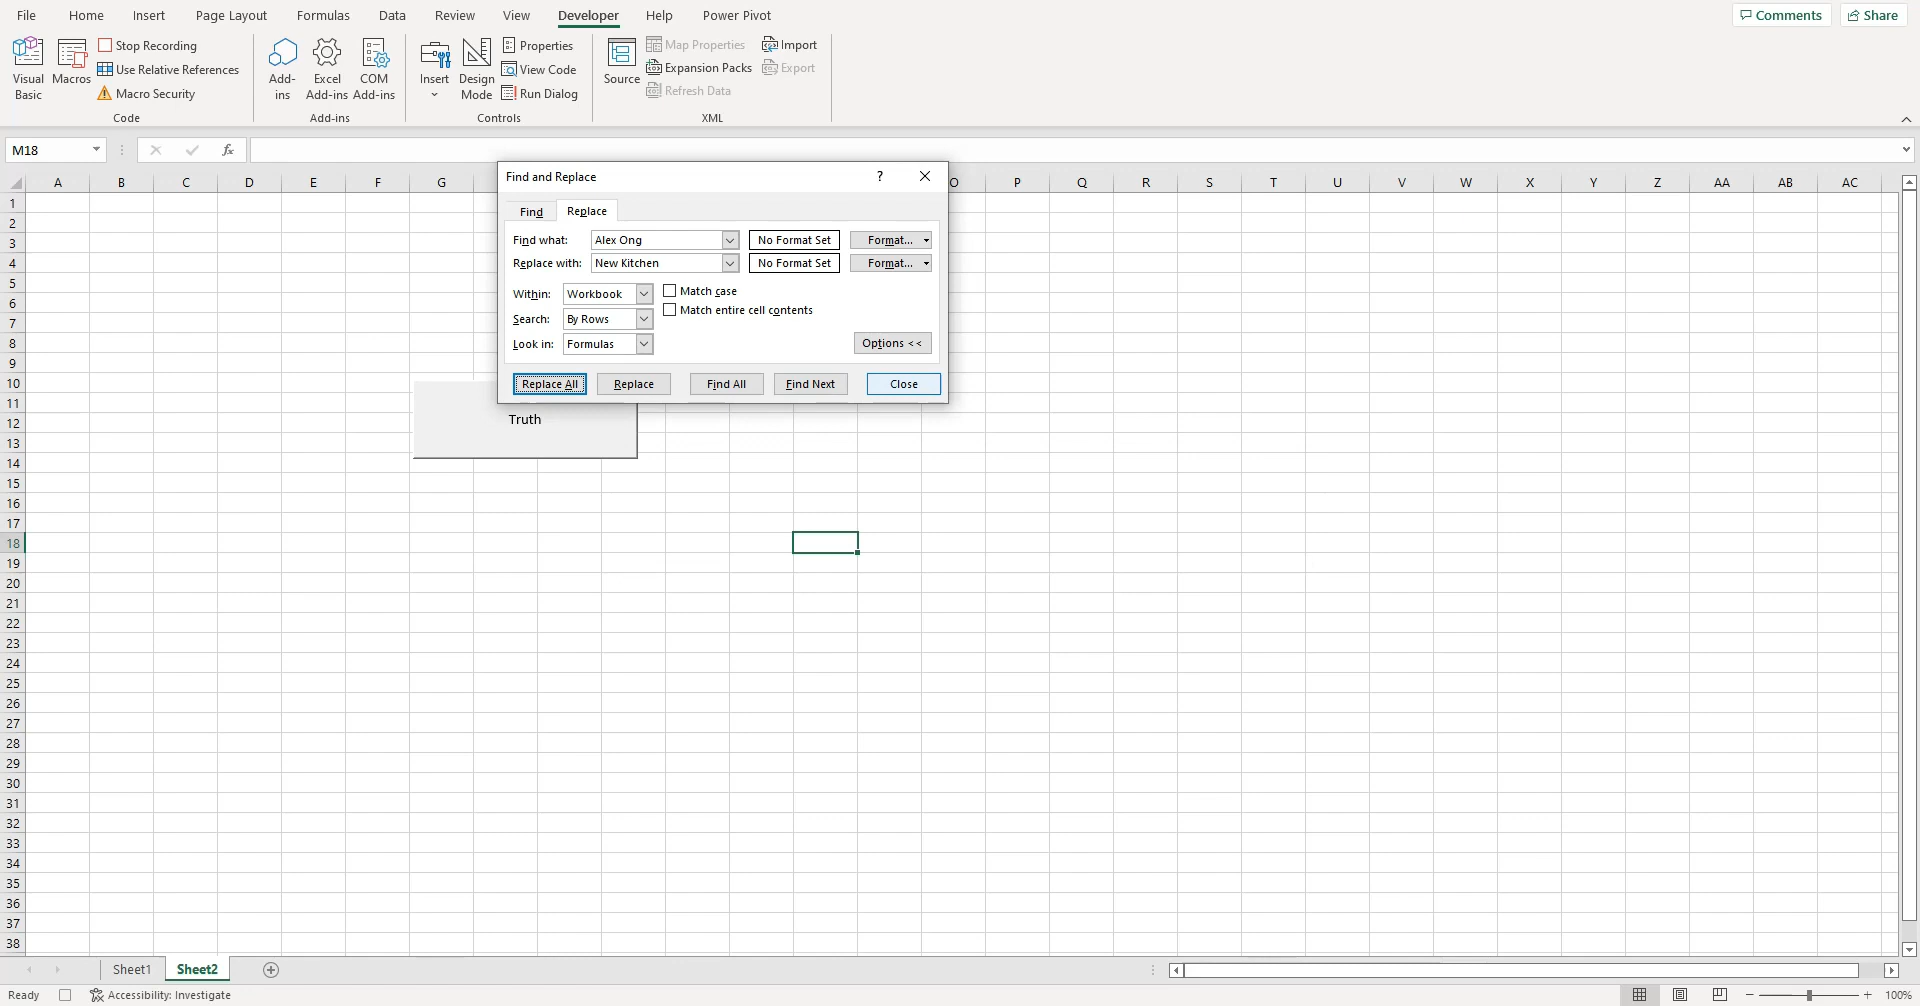 File Home Insert Page Layout Formulas Data Review View Developer Help Power Pivot Comments Share
Visual Basic
Macros
Stop Recording
Use Relative References
Macro Security
Code
Add-ins
Excel Add-ins
COM Add-ins
Add-ins
Insert
Design Mode
Properties
View Code
Run Dialog
Controls
Source
Map Properties
Expansion Packs
Refresh Data
Import
Export
XML
M18
fx
A B C D E F G O P Q R S T U V W X Y Z AA AB AC
1
2
3
4
5
6
7
8
9
10
11
12
13
14
15
16
17
18
19
20
21
22
23
24
25
26
27
28
29
30
31
32
33
34
35
36
37
38
Find and Replace ?
Find Replace
Find what: Alex Ong No Format Set Format...
Replace with: New Kitchen No Format Set Format...
Within: Workbook Match case
Search: By Rows Match entire cell contents
Look in: Formulas Options <<
Replace All Replace Find All Find Next Close
Truth
Sheet1 Sheet2
Ready Accessibility: Investigate 100%